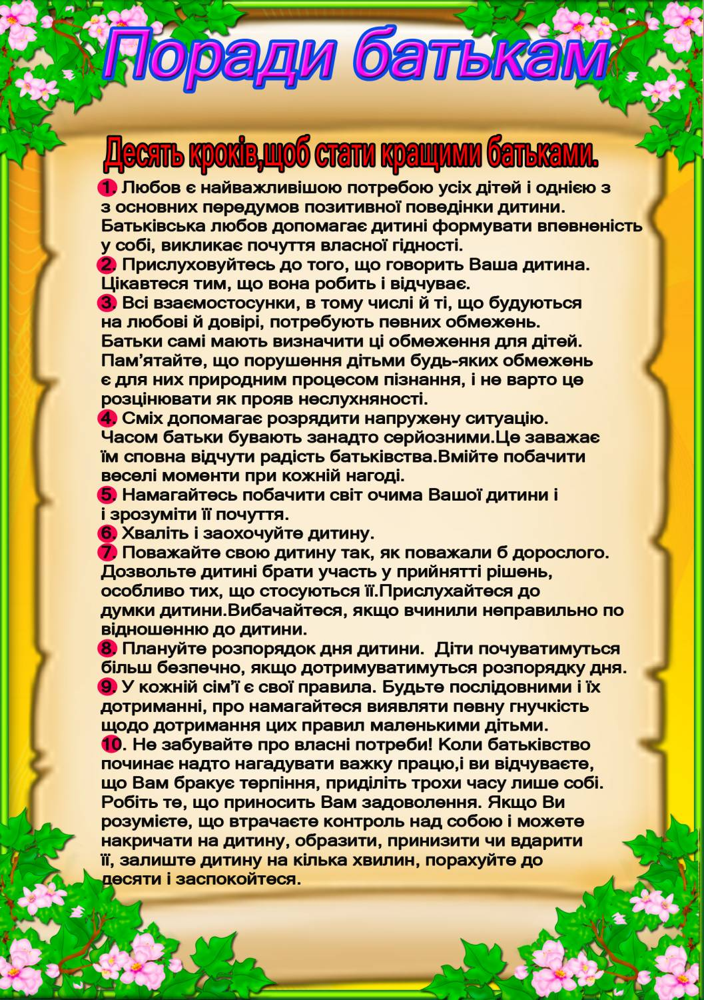 Поради батькам
Десять кроків,щоб стати кращими батьками.
1. Любов є найважливішою потребою усіх дітей і однією з
з основних передумов позитивної поведінки дитини.
Батьківська любов допомагає дитині формувати впевненість
у собі, викликає почуття власної гідності.
2. Прислуховуйтесь до того, що говорить Ваша дитина.
Цікавтеся тим, що вона робить і відчуває.
3. Всі взаємостосунки, в тому числі й ті, що будуються
на любові й довірі, потребують певних обмежень.
Батьки самі мають визначити ці обмеження для дітей.
Пам’ятайте, що порушення дітьми будь-яких обмежень
є для них природним процесом пізнання, і не варто це
розцінювати як прояв неслухняності.
4. Сміх допомагає розрядити напружену ситуацію.
Часом батьки бувають занадто серйозними.Це заважає
їм сповна відчути радість батьківства.Вмійте побачити
веселі моменти при кожній нагоді.
5. Намагайтесь побачити світ очима Вашої дитини і
і зрозуміти її почуття.
6. Хваліть і заохочуйте дитину.
7. Поважайте свою дитину так, як поважали б дорослого.
Дозвольте дитині брати участь у прийнятті рішень,
особливо тих, що стосуються її.Прислухайтеся до
думки дитини.Вибачайтеся, якщо вчинили неправильно по
відношенню до дитини.
8. Плануйте розпорядок дня дитини.  Діти почуватимуться
більш безпечно, якщо дотримуватимуться розпорядку дня.
9. У кожній сім’ї є свої правила. Будьте послідовними і їх
дотриманні, про намагайтеся виявляти певну гнучкість
щодо дотримання цих правил маленькими дітьми.
10. Не забувайте про власні потреби! Коли батьківство
починає надто нагадувати важку працю,і ви відчуваєте,
що Вам бракує терпіння, приділіть трохи часу лише собі.
Робіть те, що приносить Вам задоволення. Якщо Ви
розумієте, що втрачаєте контроль над собою і можете
накричати на дитину, образити, принизити чи вдарити
її, залиште дитину на кілька хвилин, порахуйте до
десяти і заспокойтеся.